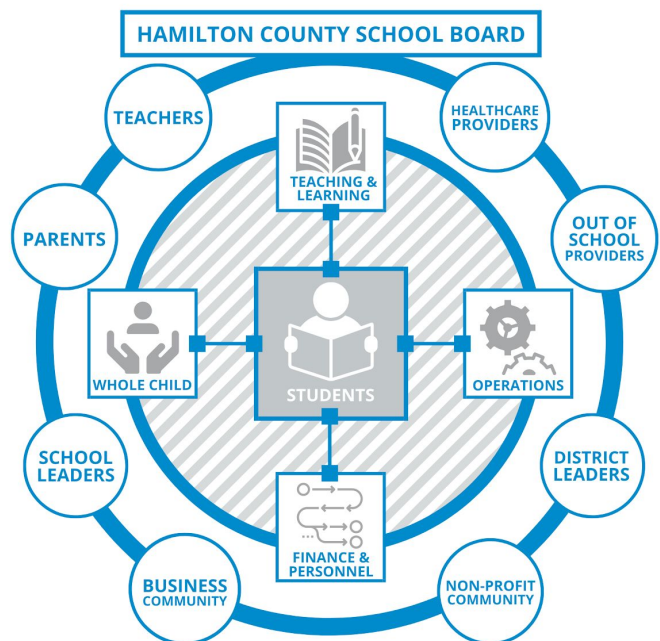 HAMILTON COUNTY SCHOOL BOARD
TEACHERS
HEALTHCARE
PROVIDERS
TEACHING &
LEARNING
PARENTS
OUT OF
SCHOOL
PROVIDERS
WHOLE CHILD
STUDENTS
OPERATIONS
SCHOOL
LEADERS
DISTRICT
LEADERS
FINANCE &
PERSONNEL
BUSINESS
COMMUNITY
NON-PROFIT
COMMUNITY